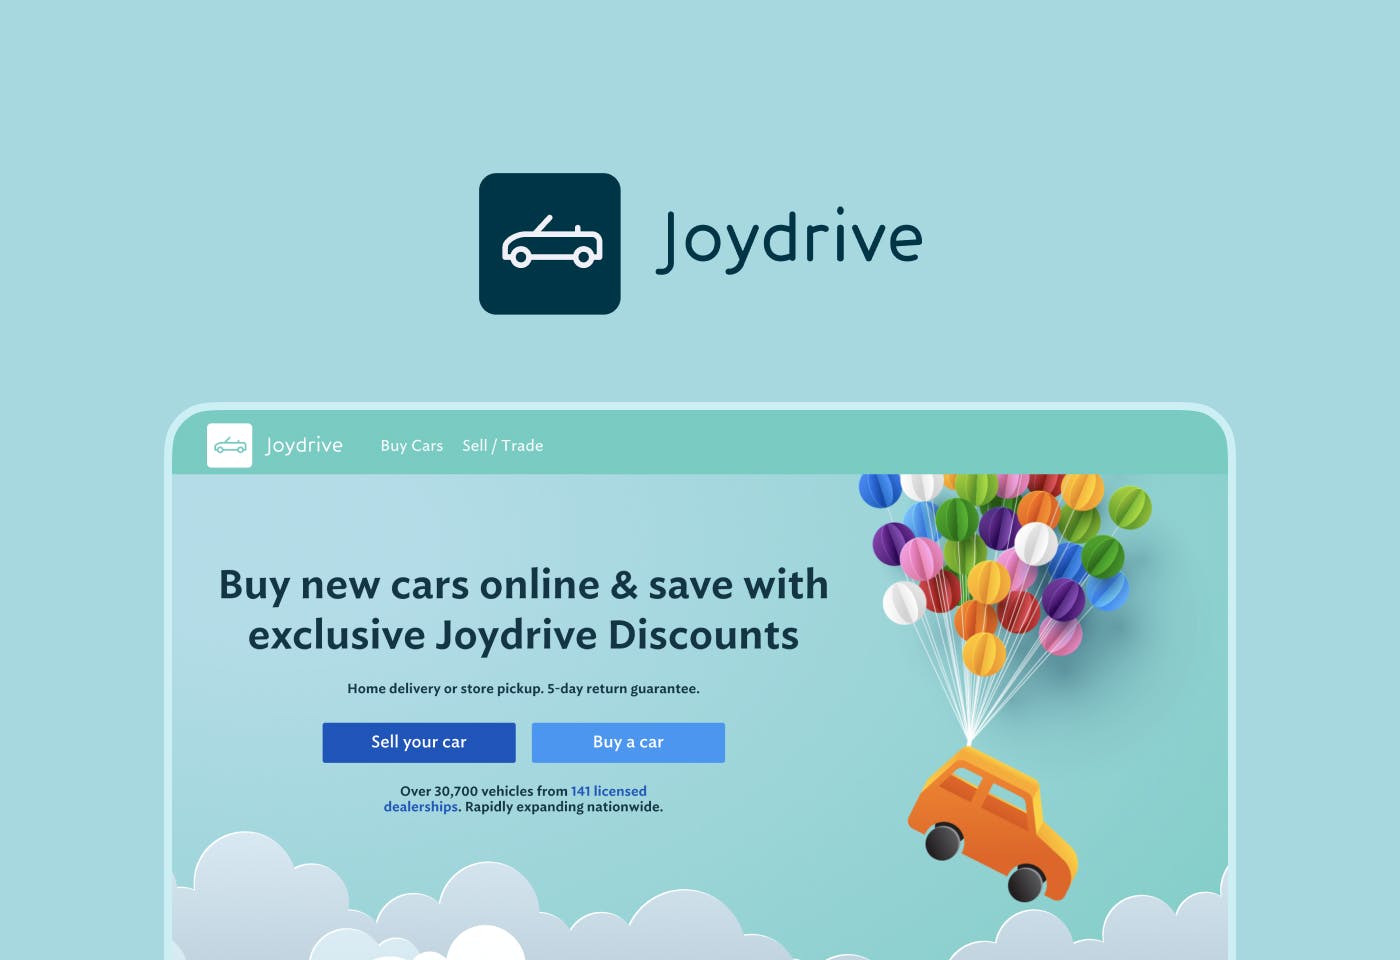 Joydrive
Joydrive
Buy Cars
Sell / Trade
Buy new cars online & save with
exclusive Joydrive Discounts
Home delivery or store pickup. 5-day return guarantee.
Sell your car
Buy a car
Over 30,700 vehicles from 141 licensed
dealerships. Rapidly expanding nationwide.